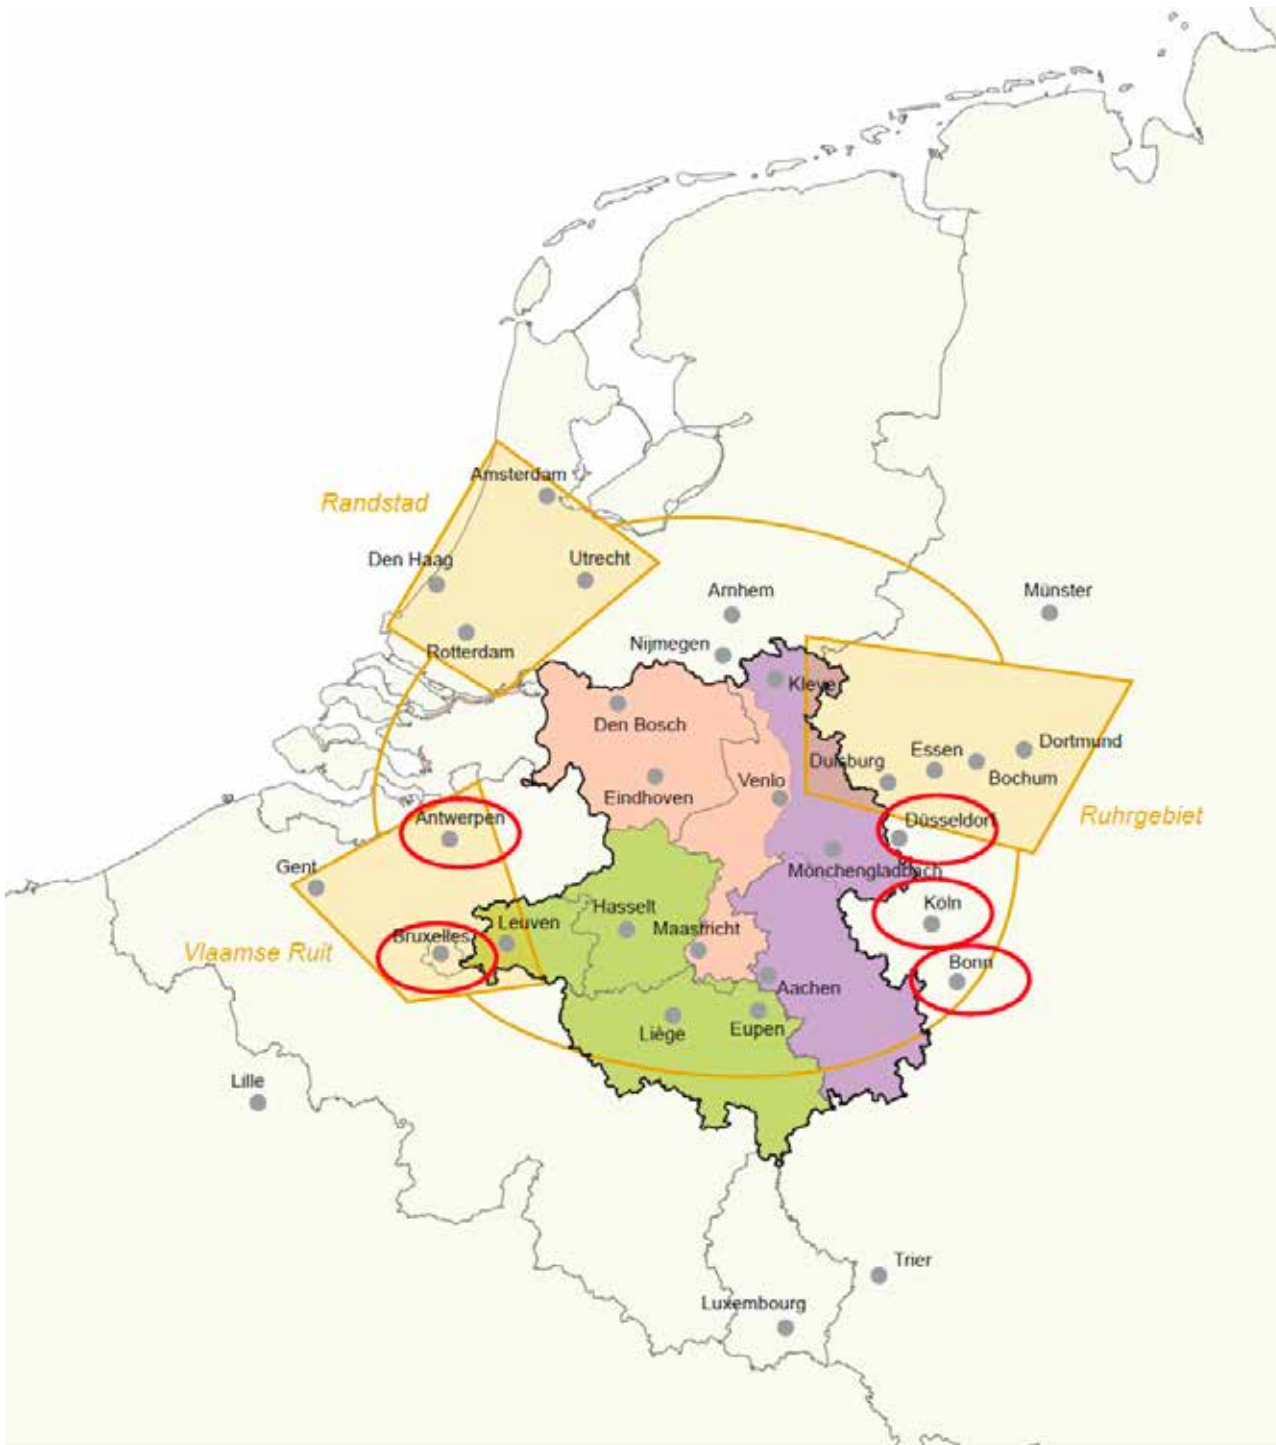 Amsterdam
Randstad
Den Haag
Utrecht
Arnhem
Münster
Nijmegen
Rotterdam
Kleve
Den Bosch
Dortmund
Essen
Duisburg
Bochum
Venlo
Eindhoven
Antwerpen
Düsseldorf
Ruhrgebiet
Gent
Mönchengladbach
Köln
Hasselt
Leuven
Maastricht
Bruxelles
Vlaamse Ruit
Bonn
Aachen
Liège
Eupen
Lille
Trier
Luxembourg